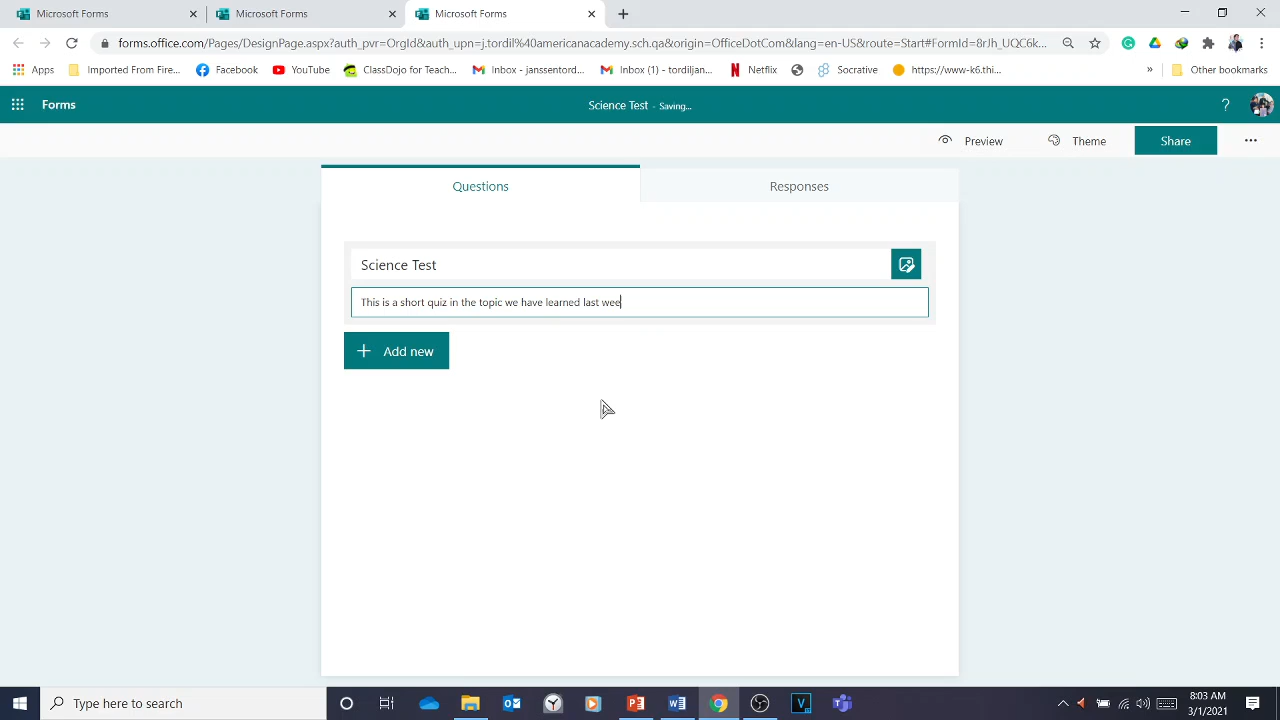 Microsoft Forms
Microsoft Forms
Microsoft Forms
forms.office.com/Pages/DesignPage.aspx?auth_pvr=OrgId&auth_upn=j.tordil%40americanacademy.sch.qa&origin=OfficeDotCom&lang=en-US&route=Start#FormId=8rJh_UQC6k...
Apps Imported From Fire... Facebook YouTube ClassDojo for Teach... Inbox - janssentord... Inbox (1) - tordiljan... Netflix Socrative https://www-k6.thi... » Other bookmarks
Forms
Science Test - Saving...
?
Preview
Theme
Share
Questions
Responses
Science Test
This is a short quiz in the topic we have learned last wee
Add new
Type here to search
8:03 AM
3/1/2021